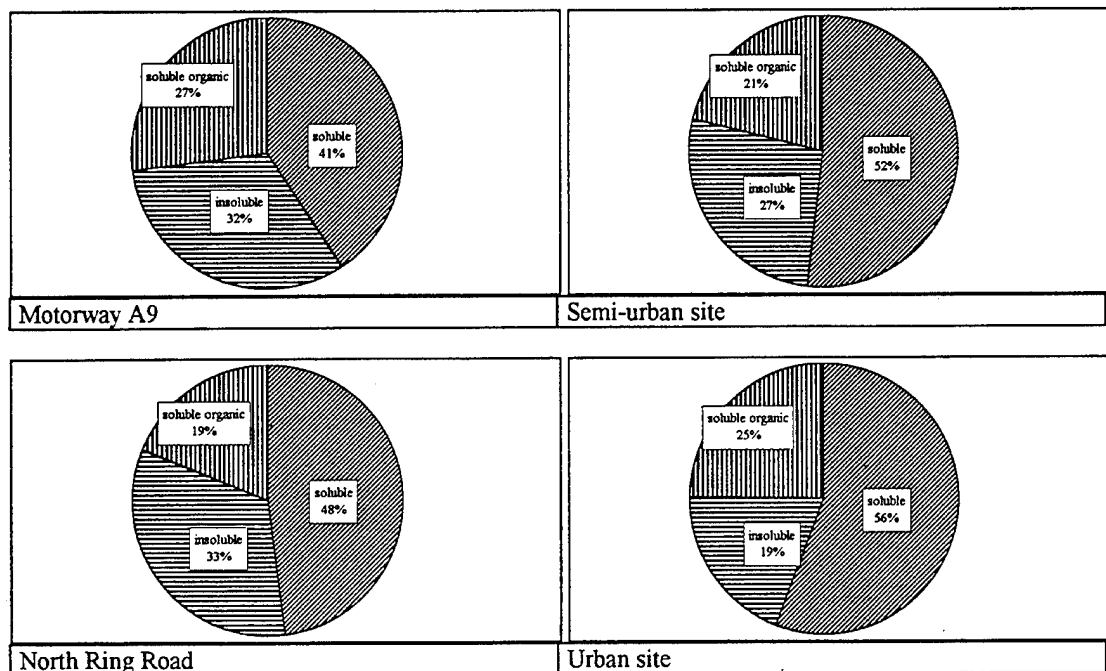 soluble organic
27%
soluble
41%
insoluble
32%
Motorway A9
soluble organic
21%
soluble
52%
insoluble
27%
Semi-urban site
soluble organic
19%
soluble
48%
insoluble
33%
North Ring Road
soluble organic
25%
soluble
56%
insoluble
19%
Urban site